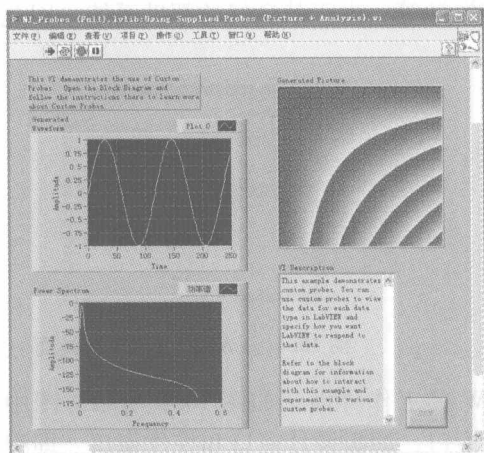 NI_Probes (Full).lvlib:Using Supplied Probes (Picture + Analysis).vi
文件(F) 编辑(E) 查看(V) 项目(P) 操作(O) 工具(T) 窗口(W) 帮助(H)
This VI demonstrates the use of Custom
Probes. Open the Block Diagram and
follow the instructions there to learn more
about Custom Probes.
Generated
Waveform
Plot 0
Amplitude
1
0.75
0.5
0.25
0
-0.25
-0.5
-0.75
-1
0 50 100 150 200 250
Time
Power Spectrum
功率谱
Amplitude
0
-25
-50
-75
-100
-125
-150
-175
0 0.1 0.2 0.3 0.4 0.5 0.6
Frequency
Generated Picture
VI Description
This example demonstrates
custom probes. You can
use custom probes to view
the data for each data
type in LabVIEW and
specify how you want
LabVIEW to respond to
that data.
Refer to the block
diagram for information
about how to interact
with this example and
experiment with various
custom probes.